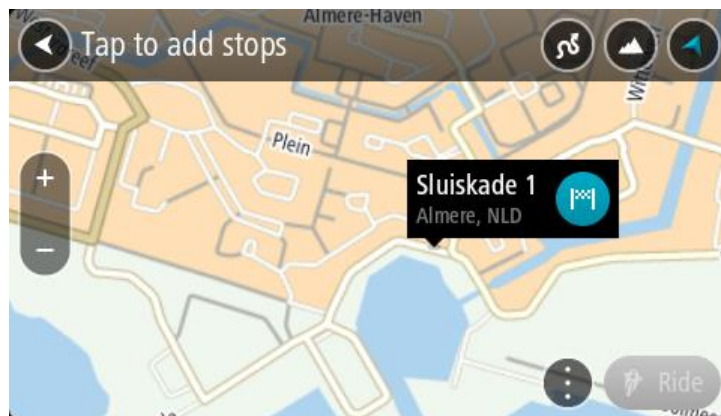 Almere-Haven
Tap to add stops
Plein
+
Sluiskade 1
Almere, NLD
−
Ride